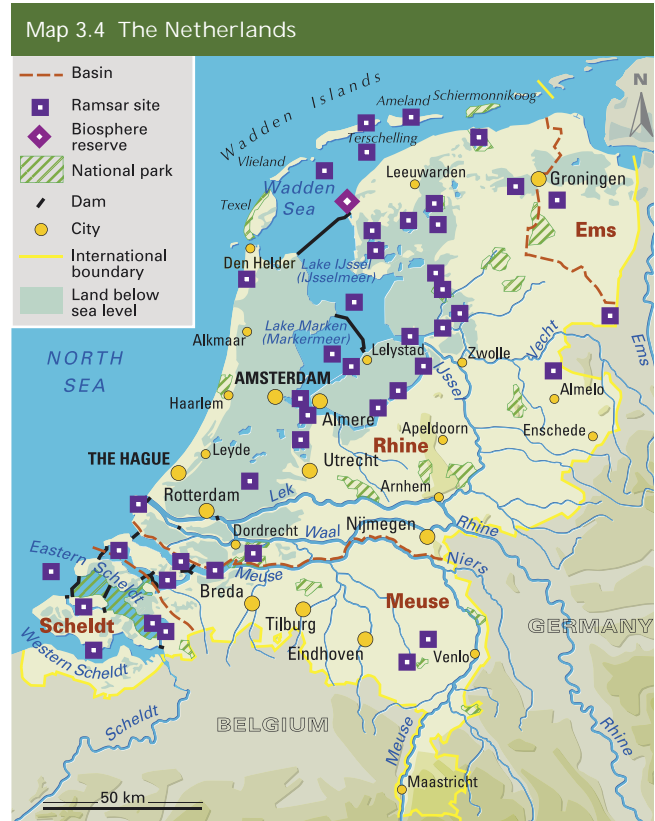 Map 3.4 The Netherlands
Basin
Ramsar site
Biosphere
reserve
National park
Dam
City
International
boundary
Land below
sea level
N
Wadden Islands
Schiermonnikoog
Ameland
Terschelling
Vlieland
Wadden
Sea
Texel
Leeuwarden
Groningen
Ems
Den Helder
Lake IJssel
(IJsselmeer)
Lake Marken
(Markermeer)
Alkmaar
Lelystad
Zwolle
Vecht
Ems
NORTH
SEA
AMSTERDAM
IJssel
Almelo
Haarlem
Almere
Apeldoorn
Enschede
Leyde
Rhine
THE HAGUE
Utrecht
Arnhem
Rotterdam
Lek
Dordrecht
Waal
Nijmegen
Rhine
Eastern Scheldt
Meuse
Niers
Breda
Meuse
Scheldt
Tilburg
GERMANY
Eindhoven
Venlo
Western Scheldt
Scheldt
BELGIUM
Meuse
Rhine
Maastricht
50 km